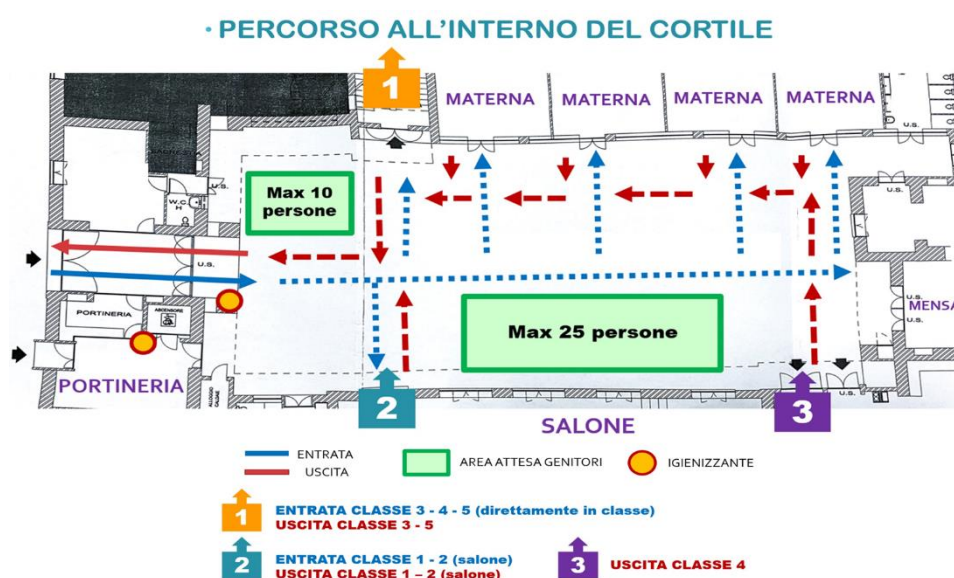 · PERCORSO ALL'INTERNO DEL CORTILE
1
MATERNA
MATERNA
MATERNA
MATERNA
U.S.
U.S.
W.C.
H
Max 10
persone
U.S.
U.S.
PORTINERIA
ASCENSORE
Max 25 persone
U.S.
MENSA
U.S.
PORTINERIA
2
3
U.S.
SALONE
ENTRATA
USCITA
AREA ATTESA GENITORI
IGIENIZZANTE
1
ENTRATA CLASSE 3 - 4 - 5 (direttamente in classe)
USCITA CLASSE 3 - 5
2
ENTRATA CLASSE 1 - 2 (salone)
USCITA CLASSE 1 – 2 (salone)
3
USCITA CLASSE 4